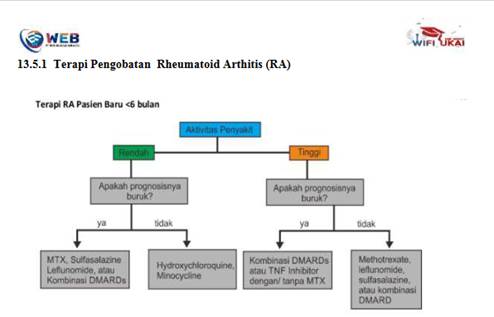 WEB
WIFI UKAI
13.5.1 Terapi Pengobatan Rheumatoid Arthitis (RA)
Terapi RA Pasien Baru <6 bulan
Aktivitas Penyakit
Rendah
Tinggi
Apakah prognosisnya
buruk?
Apakah prognosisnya
buruk?
ya
tidak
ya
tidak
MTX, Sulfasalazine
Leflunomide, atau
Kombinasi DMARDs
Hydroxychloroquine,
Minocycline
Kombinasi DMARDs
atau TNF Inhibitor
dengan/ tanpa MTX
Methotrexate,
leflunomide,
sulfasalazine,
atau kombinasi
DMARD